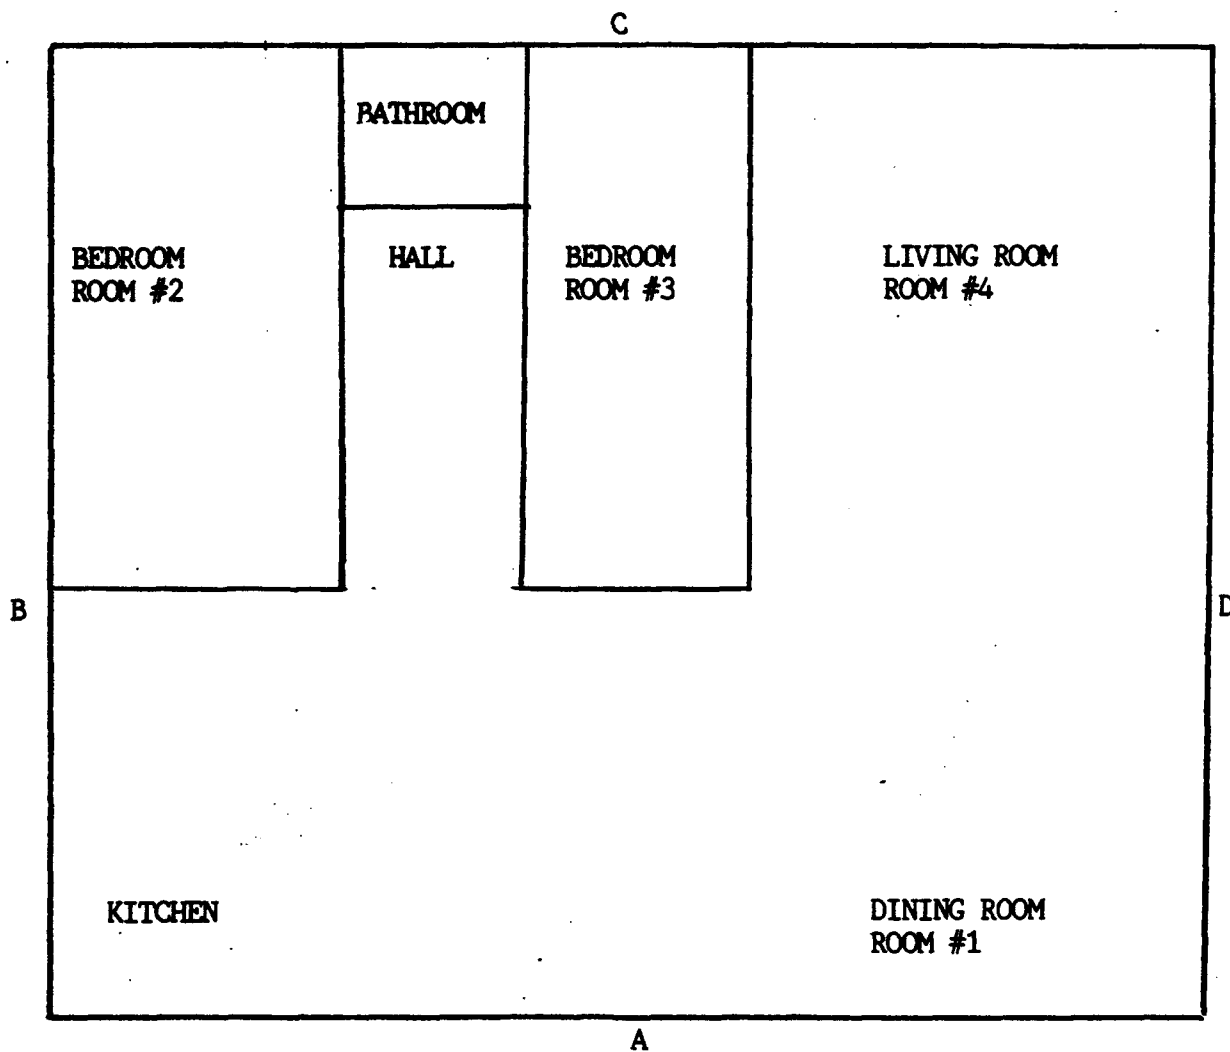 C
BATHROOM
BEDROOM
ROOM #2
HALL
BEDROOM
ROOM #3
LIVING ROOM
ROOM #4
B
D
KITCHEN
DINING ROOM
ROOM #1
A